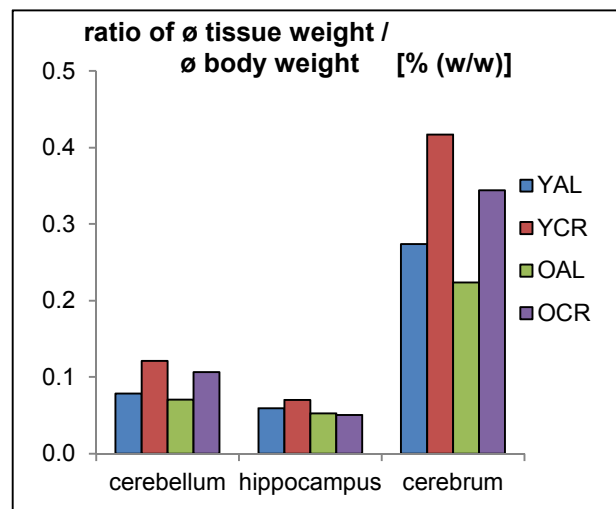 ratio of ø tissue weight /
ø body weight [% (w/w)]
0.5
0.4
0.3
0.2
0.1
0.0
cerebellum hippocampus cerebrum
YAL
YCR
OAL
OCR